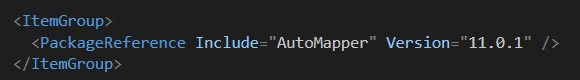 <ItemGroup>
  <PackageReference Include="AutoMapper" Version="11.0.1" />
</ItemGroup>